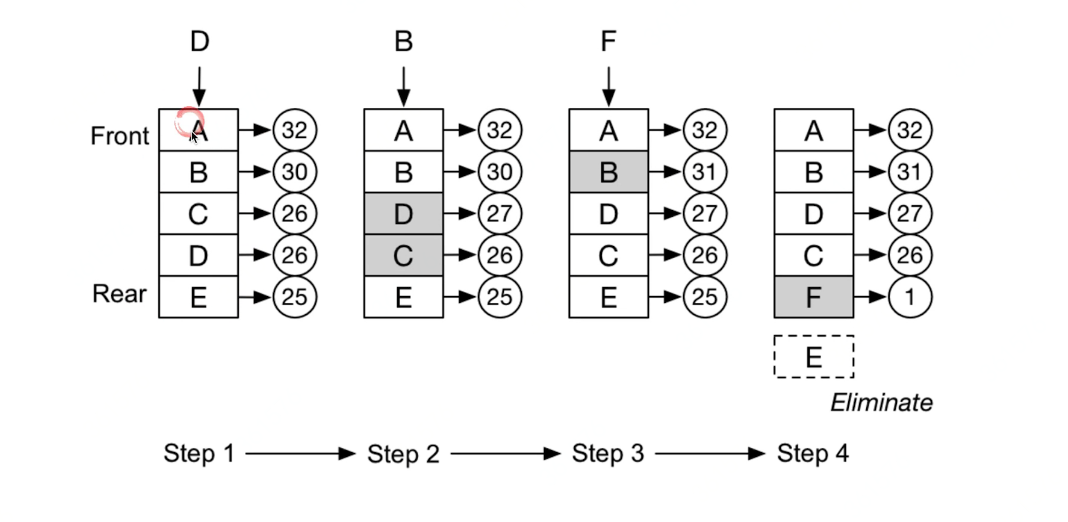 D B F
Front A 32 A 32 A 32 A 32
B 30 B 30 B 31 B 31
C 26 D 27 D 27 D 27
D 26 C 26 C 26 C 26
Rear E 25 E 25 E 25 F 1
E
Eliminate
Step 1 Step 2 Step 3 Step 4